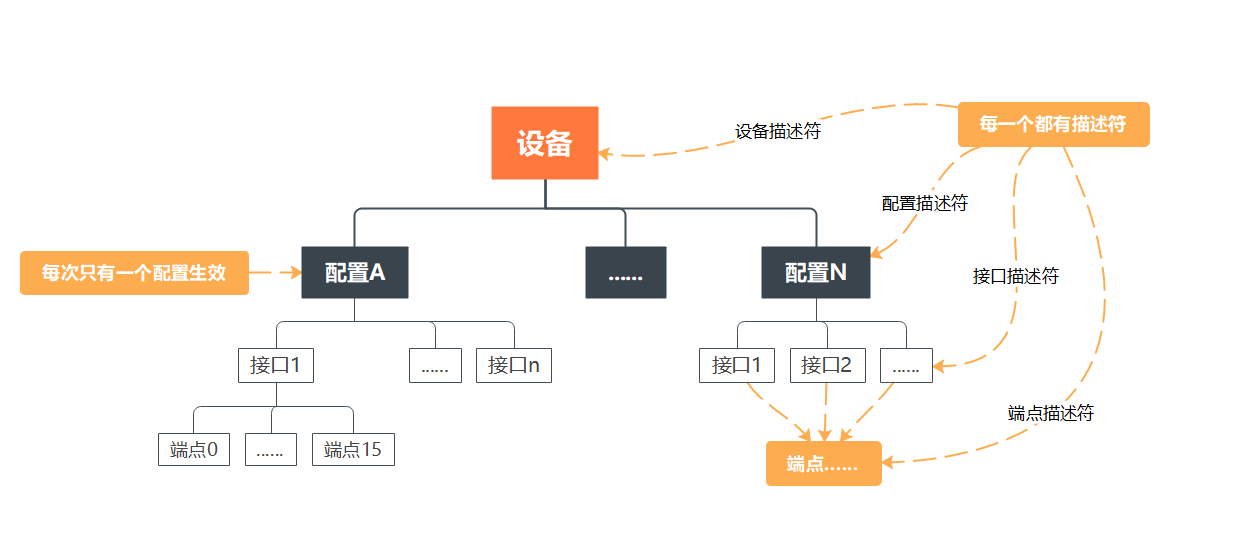 设备
设备描述符
每一个都有描述符
配置描述符
每次只有一个配置生效
配置A
......
配置N
接口描述符
接口1
......
接口n
接口1
接口2
......
端点描述符
端点0
......
端点15
端点......